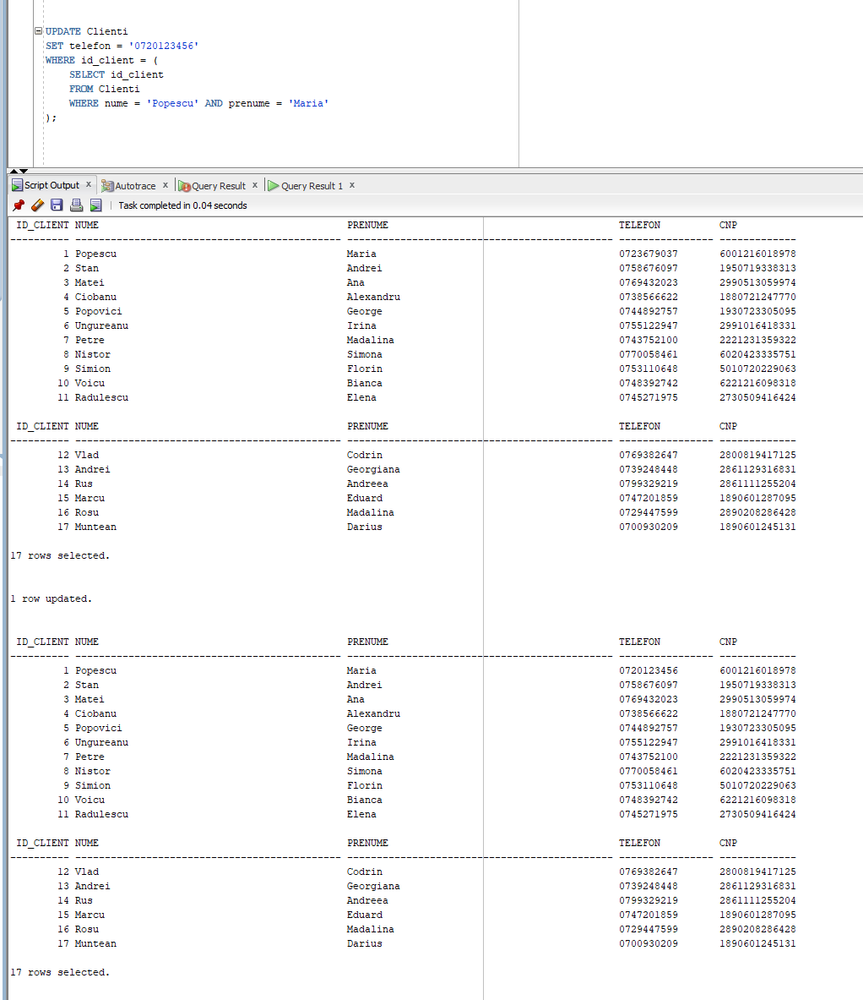 UPDATE Clienti
SET telefon = '0720123456'
WHERE id_client = (
    SELECT id_client
    FROM Clienti
    WHERE nume = 'Popescu' AND prenume = 'Maria'
);
Script Output x Autotrace x Query Result x Query Result 1 x
Task completed in 0.04 seconds
ID_CLIENT NUME PRENUME TELEFON CNP
---------- --------------------------------------------- --------------------------------------------- ---------------- -------------
1 Popescu Maria 0723679037 6001216018978
2 Stan Andrei 0758676097 1950719338313
3 Matei Ana 0769432023 2990513059974
4 Ciobanu Alexandru 0738566622 1880721247770
5 Popovici George 0744892757 1930723305095
6 Ungureanu Irina 0755122947 2991016418331
7 Petre Madalina 0743752100 2221231359322
8 Nistor Simona 0770058461 6020423335751
9 Simion Florin 0753110648 5010720229063
10 Voicu Bianca 0748392742 6221216098318
11 Radulescu Elena 0745271975 2730509416424
ID_CLIENT NUME PRENUME TELEFON CNP
---------- --------------------------------------------- --------------------------------------------- ---------------- -------------
12 Vlad Codrin 0769382647 2800819417125
13 Andrei Georgiana 0739248448 2861129316831
14 Rus Andreea 0799329219 2861111255204
15 Marcu Eduard 0747201859 1890601287095
16 Rosu Madalina 0729447599 2890208286428
17 Muntean Darius 0700930209 1890601245131
17 rows selected.
1 row updated.
ID_CLIENT NUME PRENUME TELEFON CNP
---------- --------------------------------------------- --------------------------------------------- ---------------- -------------
1 Popescu Maria 0720123456 6001216018978
2 Stan Andrei 0758676097 1950719338313
3 Matei Ana 0769432023 2990513059974
4 Ciobanu Alexandru 0738566622 1880721247770
5 Popovici George 0744892757 1930723305095
6 Ungureanu Irina 0755122947 2991016418331
7 Petre Madalina 0743752100 2221231359322
8 Nistor Simona 0770058461 6020423335751
9 Simion Florin 0753110648 5010720229063
10 Voicu Bianca 0748392742 6221216098318
11 Radulescu Elena 0745271975 2730509416424
ID_CLIENT NUME PRENUME TELEFON CNP
---------- --------------------------------------------- --------------------------------------------- ---------------- -------------
12 Vlad Codrin 0769382647 2800819417125
13 Andrei Georgiana 0739248448 2861129316831
14 Rus Andreea 0799329219 2861111255204
15 Marcu Eduard 0747201859 1890601287095
16 Rosu Madalina 0729447599 2890208286428
17 Muntean Darius 0700930209 1890601245131
17 rows selected.